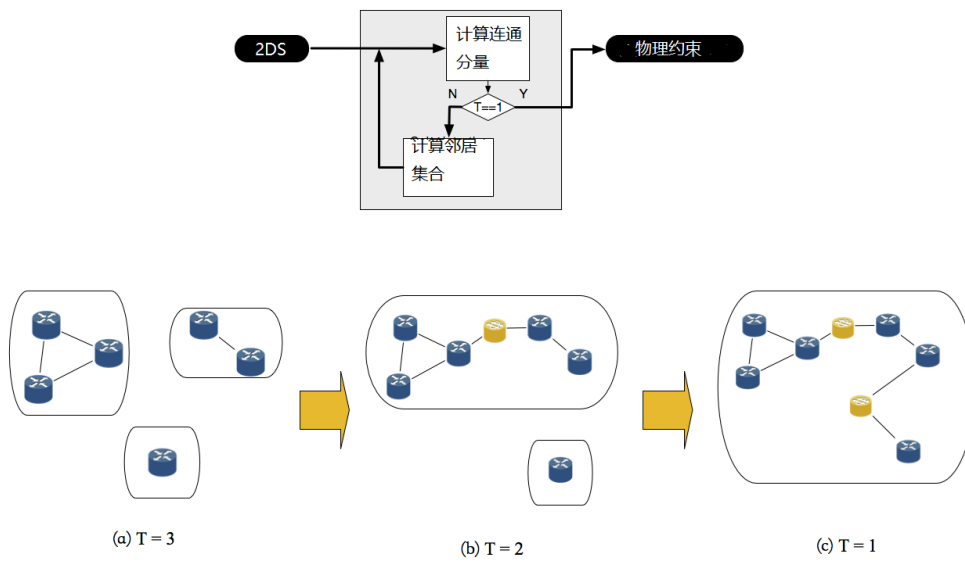 2DS
计算连通
分量
物理约束
N
Y
T==1
计算邻居
集合
(a) T = 3
(b) T = 2
(c) T = 1